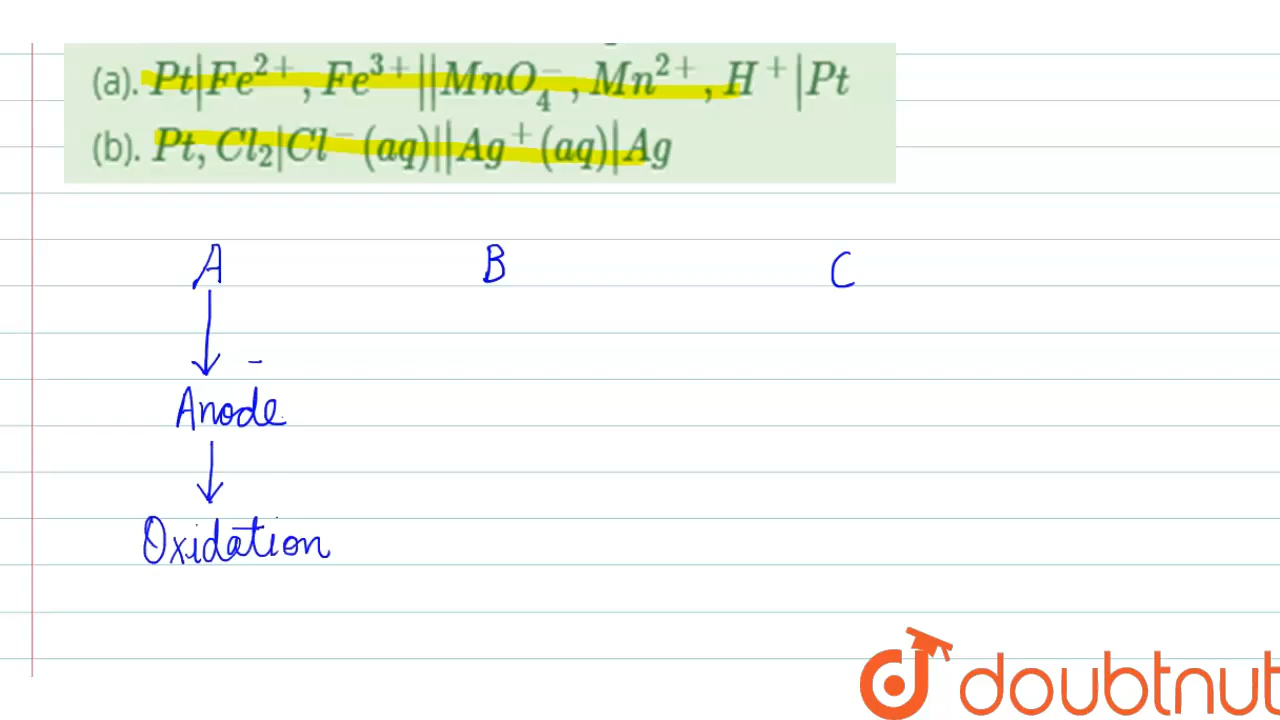 (a). Pt|Fe²⁺, Fe³⁺||MnO₄⁻, Mn²⁺, H⁺|Pt
(b). Pt, Cl₂|Cl⁻(aq)||Ag⁺(aq)|Ag
A B C
Anode
Oxidation
doubtnut